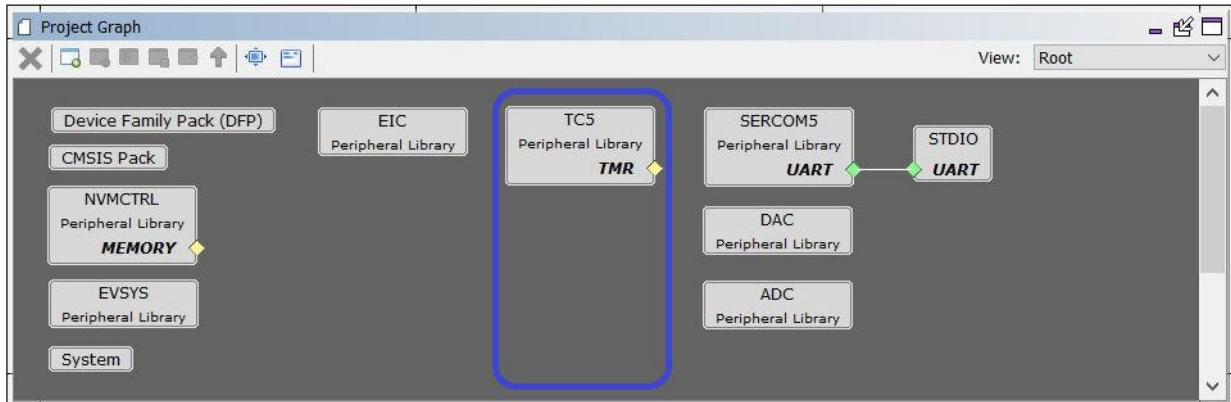 Project Graph
View: Root
Device Family Pack (DFP)
CMSIS Pack
NVMCTRL
Peripheral Library
MEMORY
EVSYS
Peripheral Library
System
EIC
Peripheral Library
TC5
Peripheral Library
TMR
SERCOM5
Peripheral Library
UART
STDIO
UART
DAC
Peripheral Library
ADC
Peripheral Library